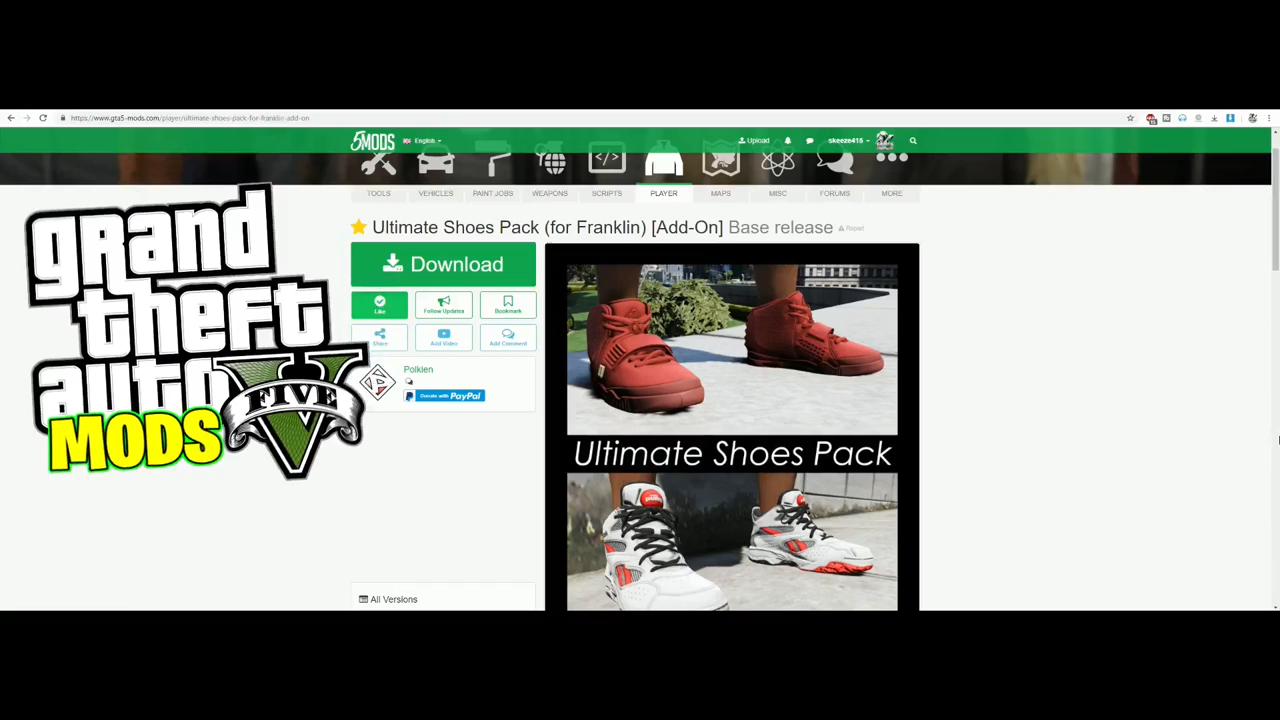 https://www.gta5-mods.com/player/ultimate-shoes-pack-for-franklin-add-on
5MODS English Upload skeeze415
TOOLS VEHICLES PAINT JOBS WEAPONS SCRIPTS PLAYER MAPS MISC FORUMS MORE
grand
theft
auto
FIVE
MODS
Ultimate Shoes Pack (for Franklin) [Add-On] Base release Report
Download
Like Follow Updates Bookmark
Share Add Video Add Comment
Polkien
Donate with PayPal
All Versions
Ultimate Shoes Pack